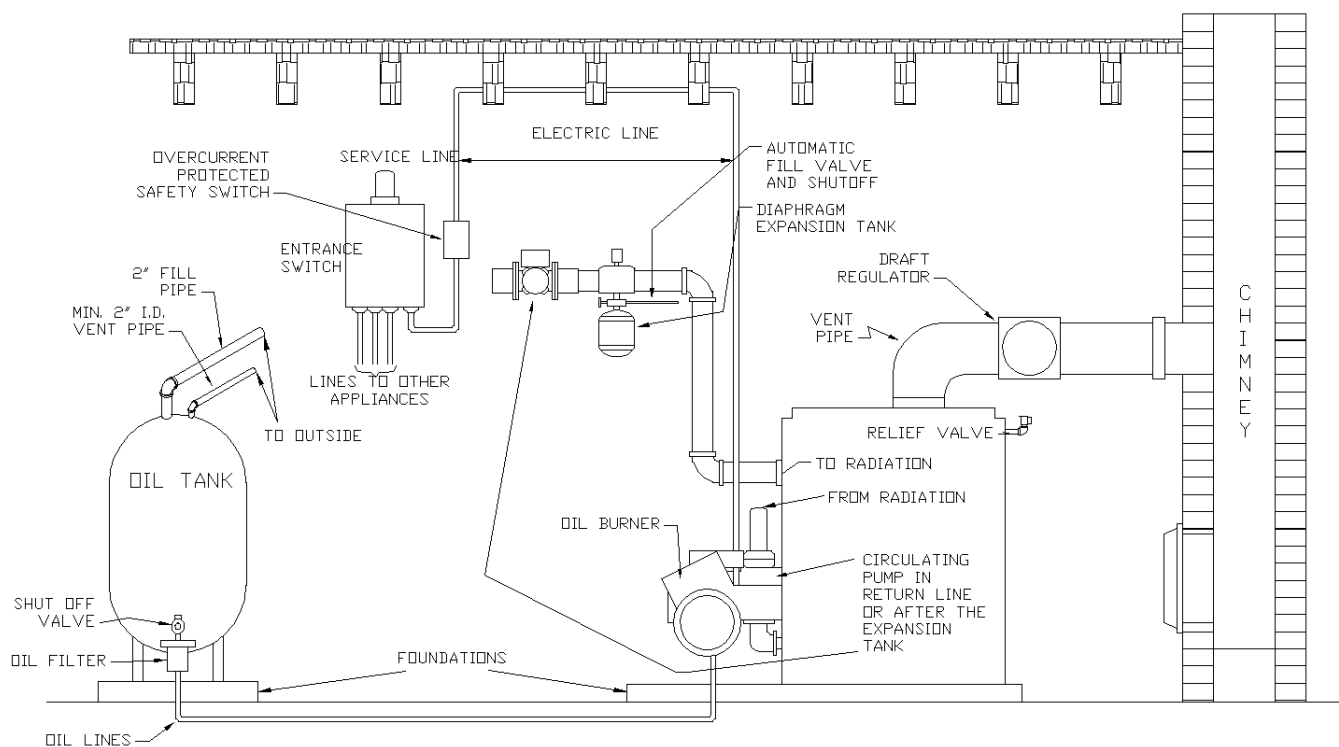 ELECTRIC LINE
OVERCURRENT
PROTECTED
SAFETY SWITCH
SERVICE LINE
AUTOMATIC
FILL VALVE
AND SHUTOFF
DIAPHRAGM
EXPANSION TANK
ENTRANCE
SWITCH
2" FILL
PIPE
MIN. 2" I.D.
VENT PIPE
DRAFT
REGULATOR
VENT
PIPE
CHIMNEY
LINES TO OTHER
APPLIANCES
TO OUTSIDE
RELIEF VALVE
OIL TANK
TO RADIATION
FROM RADIATION
OIL BURNER
CIRCULATING
PUMP IN
RETURN LINE
OR AFTER THE
EXPANSION
TANK
SHUT OFF
VALVE
OIL FILTER
FOUNDATIONS
OIL LINES